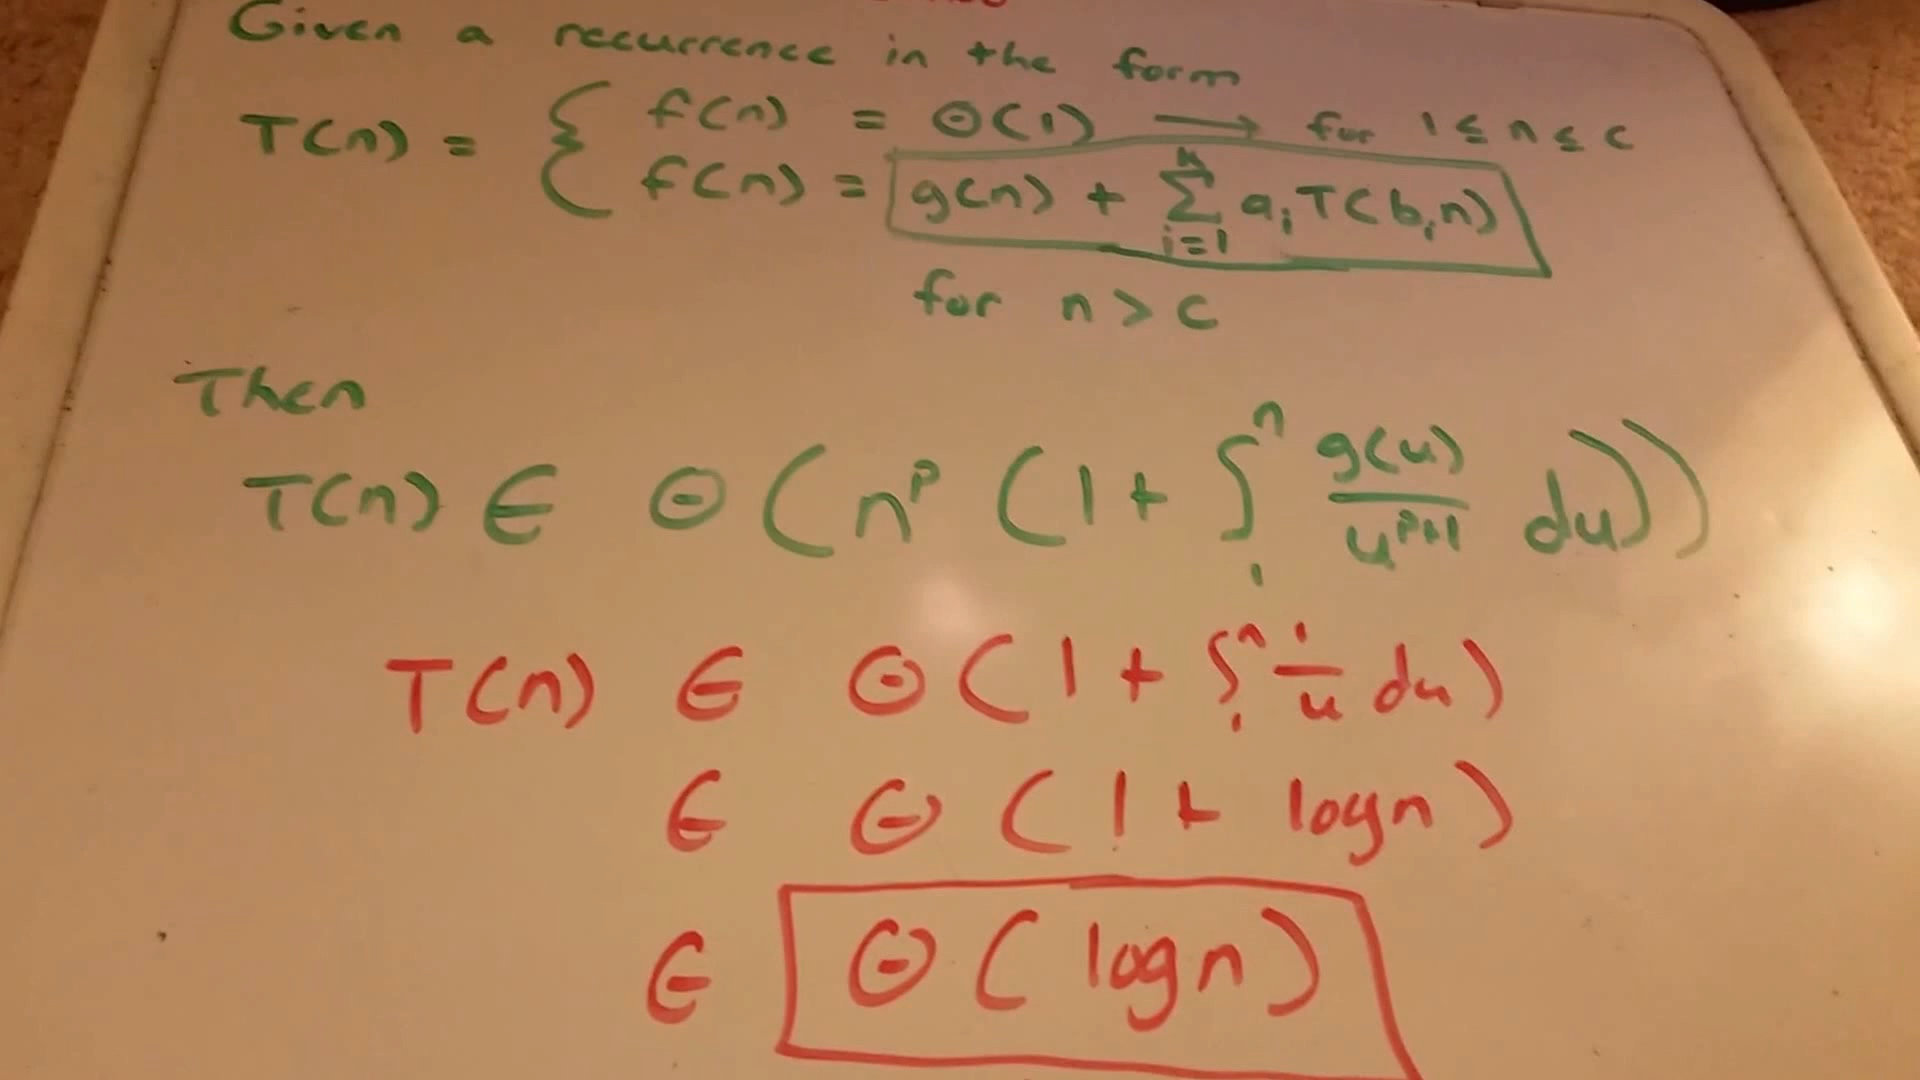 Given a recurrence in the form
T(n) = { f(n) = Θ(1) → for 1 ≤ n ≤ c
f(n) = g(n) + Σ_{i=1}^{k} a_i T(b_i n)
for n > c
Then
T(n) ∈ Θ(n^p (1 + ∫_1^n g(u)/u^{p+1} du))
T(n) ∈ Θ(1 + ∫_1^n 1/u du)
∈ Θ(1 + log n)
∈ Θ(log n)